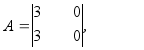 A = |3 0|
|3 0|,